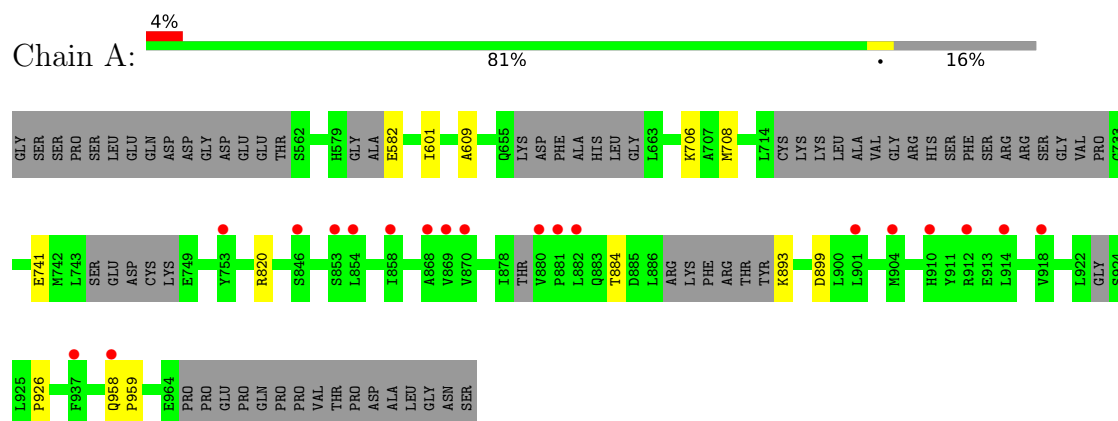 4%
Chain A:
81% • 16%
GLY SER SER PRO SER LEU GLU GLN ASP ASP GLY ASP GLU GLU THR S562 H579 GLY ALA E582 I601 A609 Q655 LYS ASP PHE ALA HIS LEU GLY L663 K706 A707 M708 L714 CYS LYS LYS LEU ALA VAL GLY ARG HIS SER PHE SER ARG ARG SER GLY VAL PRO G733
E741 M742 L743 SER GLU ASP CYS LYS E749 Y753 R820 S846 S853 L854 I858 A868 V869 V870 I878 THR V880 P881 L882 Q883 T884 D885 L886 ARG LYS PHE ARG THR TYR K893 D899 L900 L901 M904 H910 Y911 R912 E913 L914 V918 L922 GLY S924
L925 P926 F937 Q958 P959 E964 PRO PRO GLU PRO GLN PRO PRO VAL THR PRO ASP ALA LEU GLY ASN SER